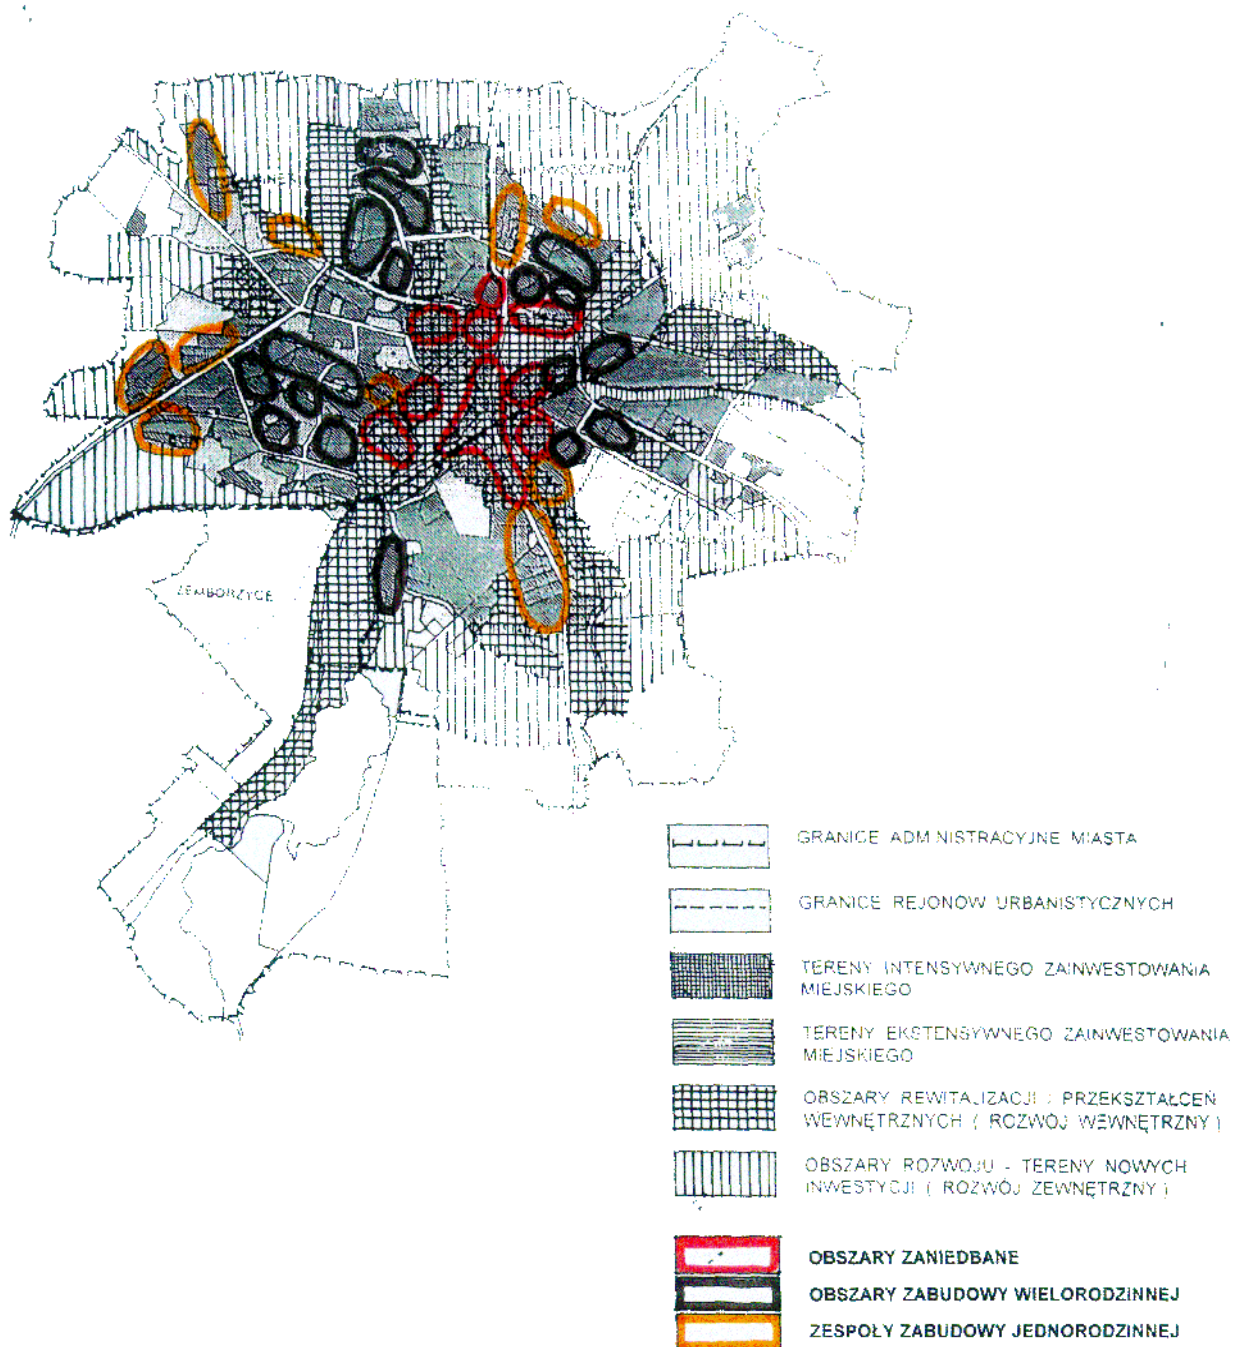 ZEMBORZYCE
GRANICE ADMINISTRACYJNE MIASTA
GRANICE REJONÓW URBANISTYCZNYCH
TERENY INTENSYWNEGO ZAINWESTOWANIA
MIEJSKIEGO
TERENY EKSTENSYWNEGO ZAINWESTOWANIA
MIEJSKIEGO
OBSZARY REWITALIZACJI I PRZEKSZTAŁCEŃ
WEWNĘTRZNYCH ( ROZWÓJ WEWNĘTRZNY )
OBSZARY ROZWOJU - TERENY NOWYCH
INWESTYCJI ( ROZWÓJ ZEWNĘTRZNY )
OBSZARY ZANIEDBANE
OBSZARY ZABUDOWY WIELORODZINNEJ
ZESPOŁY ZABUDOWY JEDNORODZINNEJ